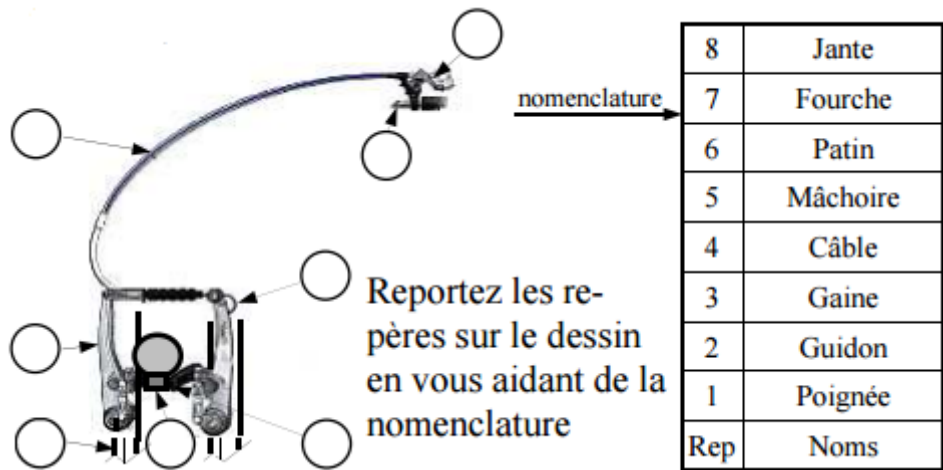 nomenclature
8 Jante
7 Fourche
6 Patin
5 Mâchoire
4 Câble
3 Gaine
2 Guidon
1 Poignée
Rep Noms
Reportez les re-
pères sur le dessin
en vous aidant de la
nomenclature